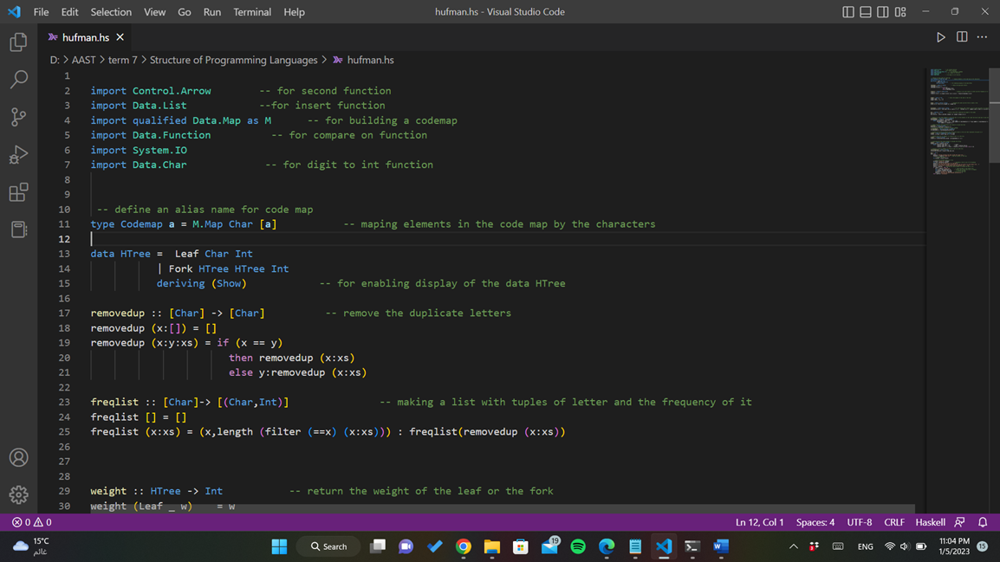 File Edit Selection View Go Run Terminal Help hufman.hs - Visual Studio Code
hufman.hs
D: > AAST > term 7 > Structure of Programming Languages > hufman.hs
1
2 import Control.Arrow -- for second function
3 import Data.List --for insert function
4 import qualified Data.Map as M -- for building a codemap
5 import Data.Function -- for compare on function
6 import System.IO
7 import Data.Char -- for digit to int function
8
9
10 -- define an alias name for code map
11 type Codemap a = M.Map Char [a] -- maping elements in the code map by the characters
12
13 data HTree = Leaf Char Int
14 | Fork HTree HTree Int
15 deriving (Show) -- for enabling display of the data HTree
16
17 removedup :: [Char] -> [Char] -- remove the duplicate letters
18 removedup (x:[]) = []
19 removedup (x:y:xs) = if (x == y)
20 then removedup (x:xs)
21 else y:removedup (x:xs)
22
23 freqlist :: [Char]-> [(Char,Int)] -- making a list with tuples of letter and the frequency of it
24 freqlist [] = []
25 freqlist (x:xs) = (x,length (filter (==x) (x:xs))) : freqlist(removedup (x:xs))
26
27
28
29 weight :: HTree -> Int -- return the weight of the leaf or the fork
30 weight (Leaf _ w) = w
0 0 Ln 12, Col 1 Spaces: 4 UTF-8 CRLF Haskell
15°C
غائم
Search
19
ENG
11:04 PM
1/5/2023
15